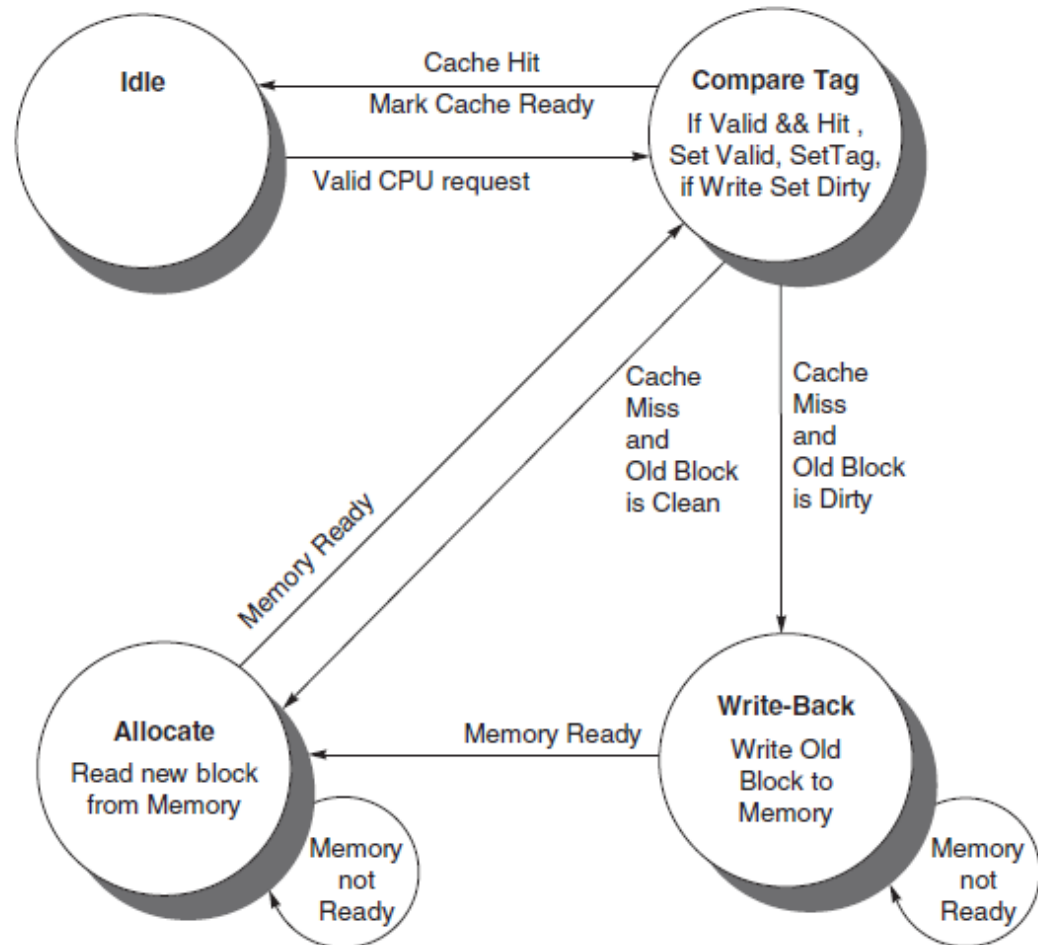 Idle
Cache Hit
Mark Cache Ready
Valid CPU request
Compare Tag
If Valid && Hit ,
Set Valid, SetTag,
if Write Set Dirty
Cache
Miss
and
Old Block
is Clean
Cache
Miss
and
Old Block
is Dirty
Memory Ready
Allocate
Read new block
from Memory
Memory
not
Ready
Memory Ready
Write-Back
Write Old
Block to
Memory
Memory
not
Ready